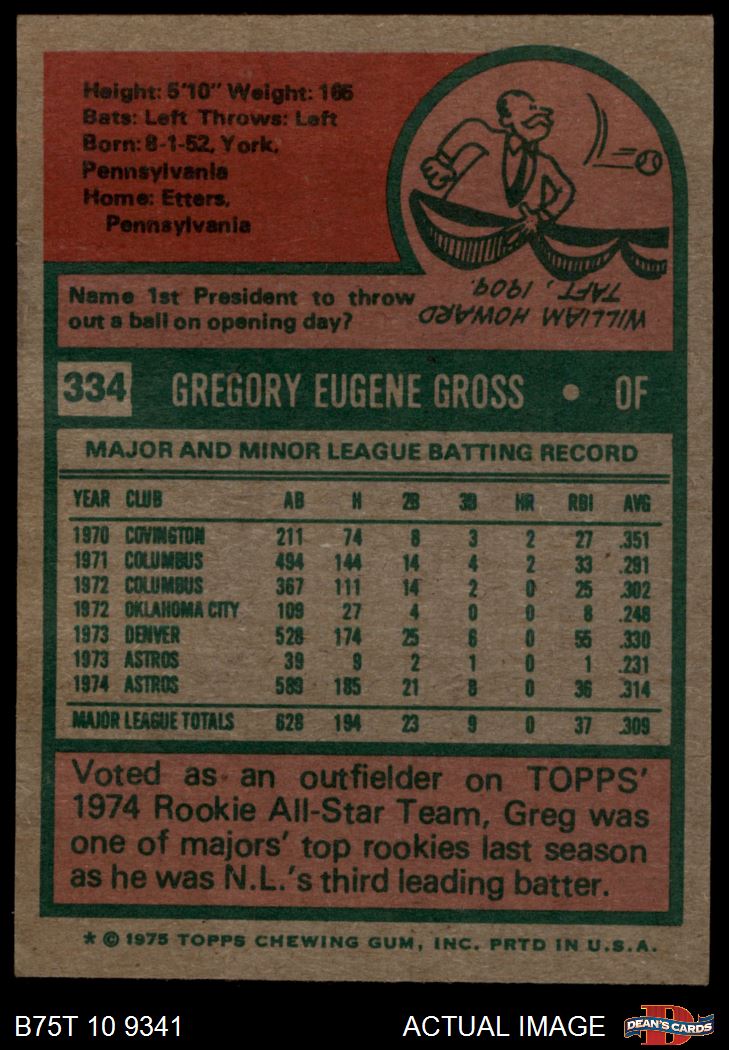 Height: 5'10" Weight: 165
Bats: Left Throws: Left
Born: 8-1-52, York,
Pennsylvania
Home: Etters,
Pennsylvania
Name 1st President to throw
out a ball on opening day?
WILLIAM HOWARD
TAFT, 1909.
334 GREGORY EUGENE GROSS • OF
MAJOR AND MINOR LEAGUE BATTING RECORD
YEAR CLUB AB H 2B 3B HR RBI AVG
1970 COVINGTON 211 74 8 3 2 27 .351
1971 COLUMBUS 494 144 14 4 2 33 .291
1972 COLUMBUS 367 111 14 2 0 25 .302
1972 OKLAHOMA CITY 109 27 4 0 0 8 .248
1973 DENVER 528 174 25 6 0 55 .330
1973 ASTROS 39 9 2 1 0 1 .231
1974 ASTROS 589 185 21 8 0 36 .314
MAJOR LEAGUE TOTALS 628 194 23 9 0 37 .309
Voted as an outfielder on TOPPS'
1974 Rookie All-Star Team, Greg was
one of majors' top rookies last season
as he was N.L.'s third leading batter.
* © 1975 TOPPS CHEWING GUM, INC. PRTD IN U.S.A.
B75T 10 9341 ACTUAL IMAGE
D
DEAN'S CARDS